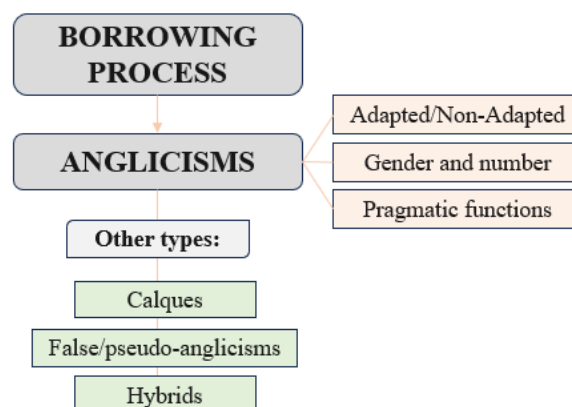 BORROWING
PROCESS
ANGLICISMS
Adapted/Non-Adapted
Gender and number
Pragmatic functions
Other types:
Calques
False/pseudo-anglicisms
Hybrids